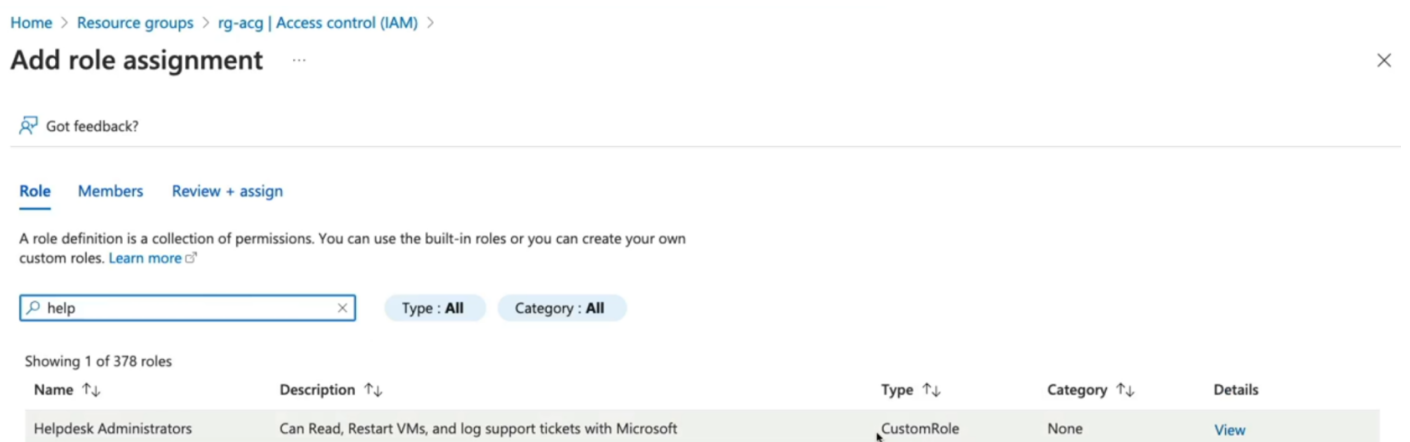 Home > Resource groups > rg-acg | Access control (IAM) >
Add role assignment ...
Got feedback?
Role Members Review + assign
A role definition is a collection of permissions. You can use the built-in roles or you can create your own
custom roles. Learn more
help Type : All Category : All
Showing 1 of 378 roles
Name ↑↓ Description ↑↓ Type ↑↓ Category ↑↓ Details
Helpdesk Administrators Can Read, Restart VMs, and log support tickets with Microsoft CustomRole None View